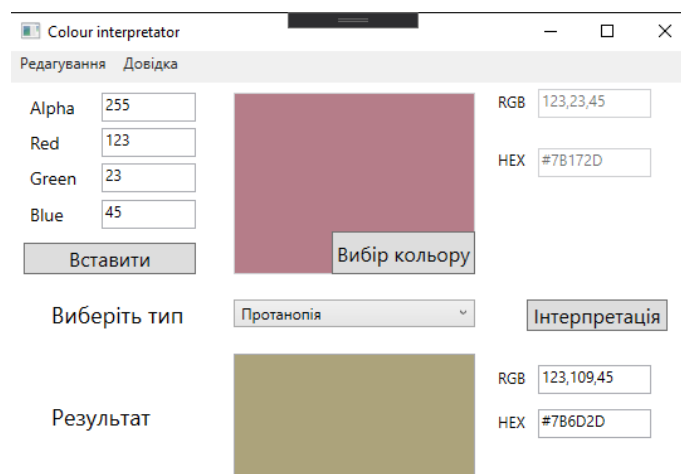 Colour interpretator
Редагування Довідка
Alpha 255
Red 123
Green 23
Blue 45
Вставити
Вибір кольору
RGB 123,23,45
HEX #7B172D
Виберіть тип Протанопія Інтерпретація
Результат
RGB 123,109,45
HEX #7B6D2D